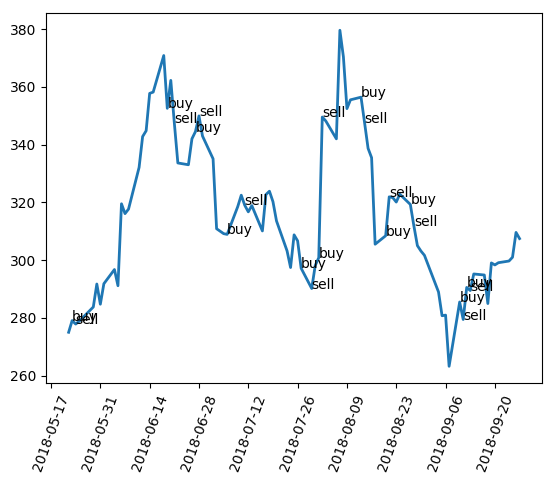 380
360
340
320
300
280
260
buy
sell
buy
sell
sell
buy
buy
sell
buy
sell
buy
sell
buy
sell
sell
buy
buy
sell
buy
sell
buy
sell
2018-05-17
2018-05-31
2018-06-14
2018-06-28
2018-07-12
2018-07-26
2018-08-09
2018-08-23
2018-09-06
2018-09-20